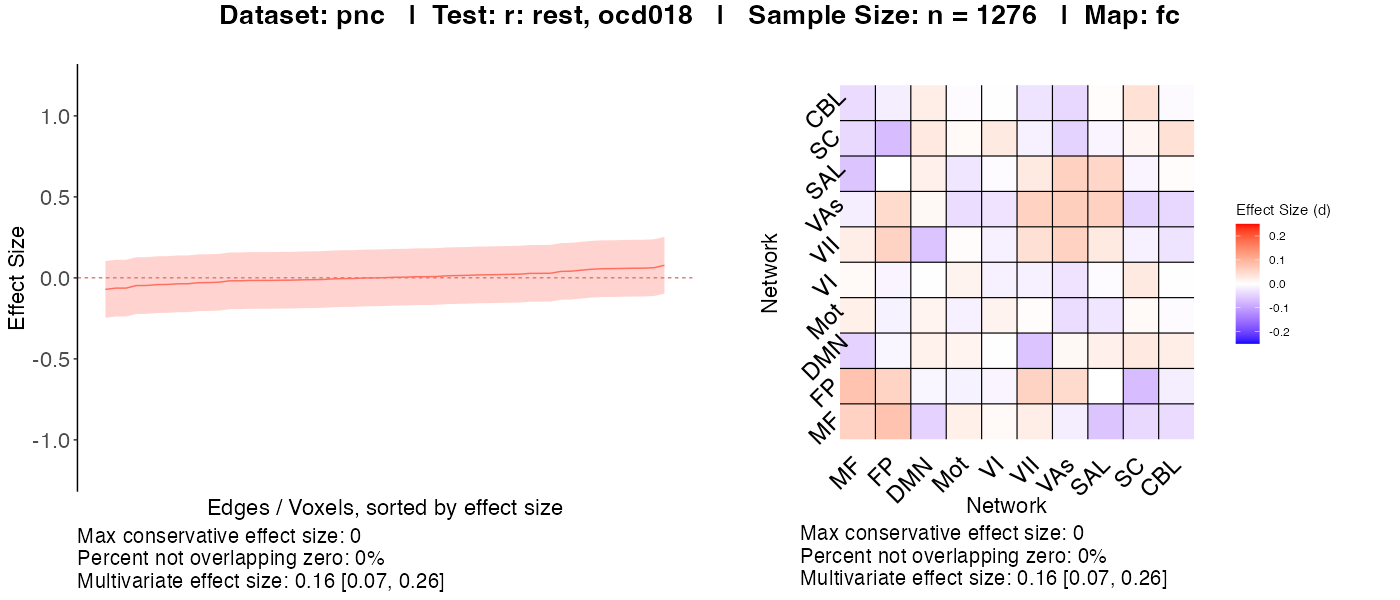 Dataset: pnc | Test: r: rest, ocd018 | Sample Size: n = 1276 | Map: fc
Effect Size
1.0
0.5
0.0
-0.5
-1.0
Edges / Voxels, sorted by effect size
Max conservative effect size: 0
Percent not overlapping zero: 0%
Multivariate effect size: 0.16 [0.07, 0.26]
Network
CBL
SC
SAL
VAs
VII
VI
Mot
DMN
FP
MF
MF
FP
DMN
Mot
VI
VII
VAs
SAL
SC
CBL
Network
Max conservative effect size: 0
Percent not overlapping zero: 0%
Multivariate effect size: 0.16 [0.07, 0.26]
Effect Size (d)
0.2
0.1
0.0
-0.1
-0.2